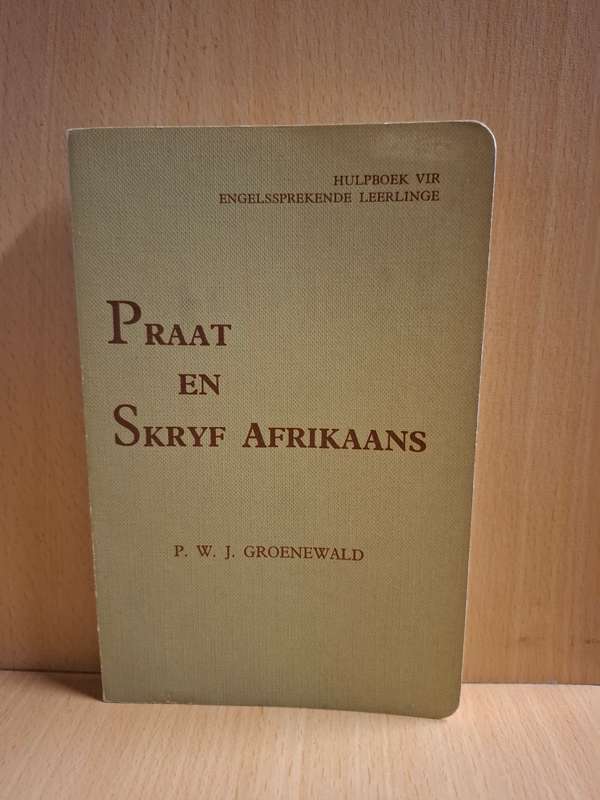 HULPBOEK VIR
ENGELSSPREKENDE LEERLINGE
PRAAT
EN
SKRYF AFRIKAANS
P. W. J. GROENEWALD